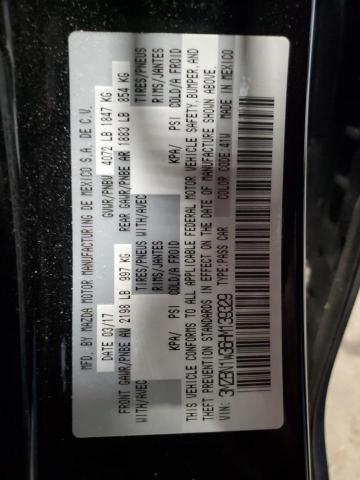 MFD. BY MAZDA MOTOR MANUFACTURING DE MEXICO S.A. DE C.V.
DATE 03/17 GVWR/PNBV 4072 LB 1847 KG
FRONT GAWR/PNBE AV 2198 LB 997 KG REAR GAWR/PNBE AR 1883 LB 854 KG
WITH/AVEC TIRES/PNEUS WITH/AVEC TIRES/PNEUS
RIMS/JANTES RIMS/JANTES
KPA/ PSI COLD/A FROID KPA/ PSI COLD/A FROID
THIS VEHICLE CONFORMS TO ALL APPLICABLE FEDERAL MOTOR VEHICLE SAFETY,BUMPER,AND
THEFT PREVENTION STANDARDS IN EFFECT ON THE DATE OF MANUFACTURE SHOWN ABOVE.
VIN: 3MZBN1W36HM139329 TYPE:PASS CAR COLOR CODE:41W MADE IN MEXICO